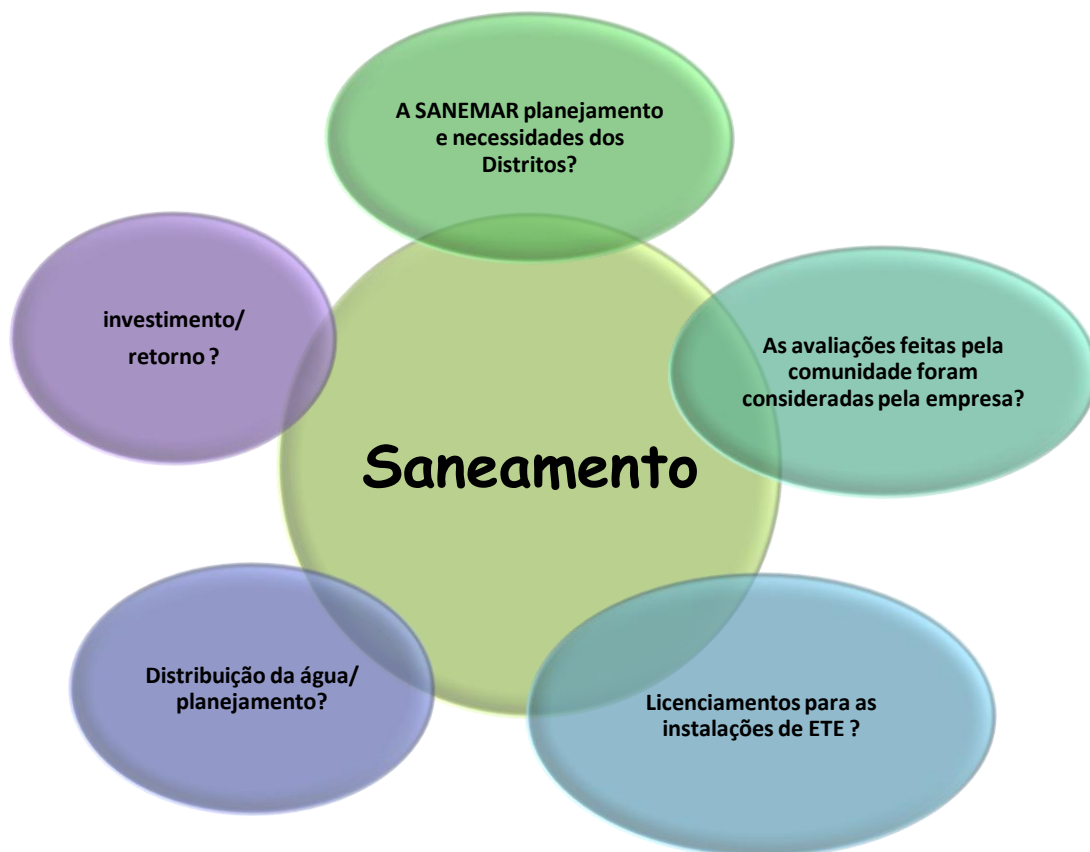 A SANEMAR planejamento
e necessidades dos
Distritos?
investimento/
retorno ?
As avaliações feitas pela
comunidade foram
consideradas pela empresa?
Saneamento
Distribuição da água/
planejamento?
Licenciamentos para as
instalações de ETE ?